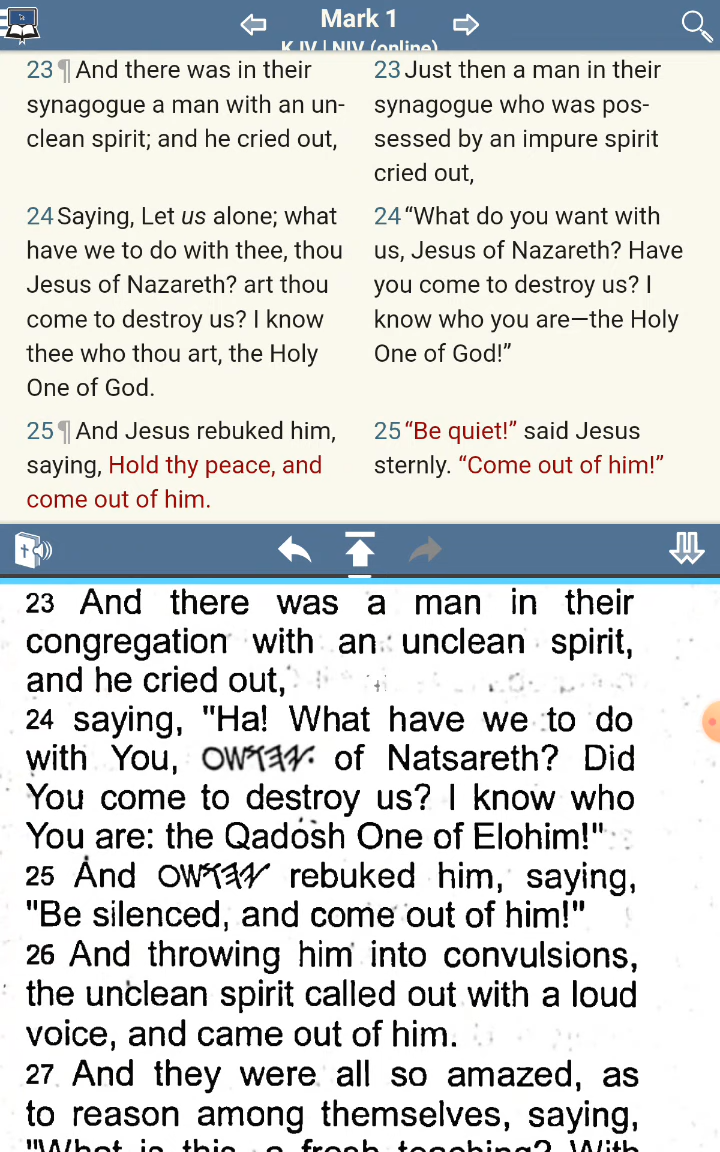 Mark 1
KJV | NIV (online)
23 ¶ And there was in their
synagogue a man with an un-
clean spirit; and he cried out,
24 Saying, Let us alone; what
have we to do with thee, thou
Jesus of Nazareth? art thou
come to destroy us? I know
thee who thou art, the Holy
One of God.
25 ¶ And Jesus rebuked him,
saying, Hold thy peace, and
come out of him.
23 Just then a man in their
synagogue who was pos-
sessed by an impure spirit
cried out,
24 “What do you want with
us, Jesus of Nazareth? Have
you come to destroy us? I
know who you are—the Holy
One of God!”
25 “Be quiet!” said Jesus
sternly. “Come out of him!”
23 And there was a man in their
congregation with an unclean spirit,
and he cried out,
24 saying, "Ha! What have we to do
with You, 𐤉𐤄𐤅𐤔𐤏 of Natsareth? Did
You come to destroy us? I know who
You are: the Qadosh One of Elohim!"
25 And 𐤉𐤄𐤅𐤔𐤏 rebuked him, saying,
"Be silenced, and come out of him!"
26 And throwing him into convulsions,
the unclean spirit called out with a loud
voice, and came out of him.
27 And they were all so amazed, as
to reason among themselves, saying,
"What is this, a fresh teaching? With